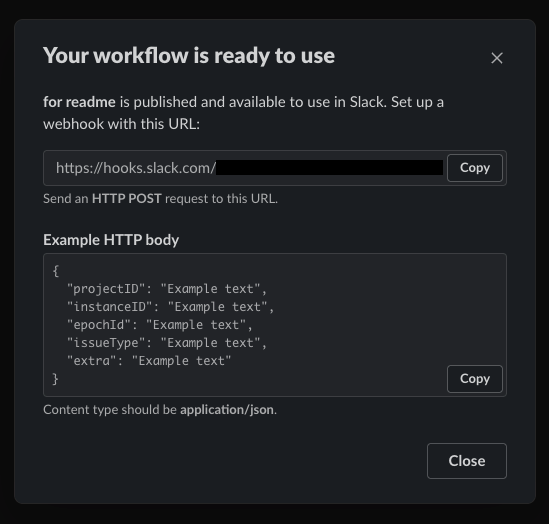 Your workflow is ready to use
for readme is published and available to use in Slack. Set up a
webhook with this URL:
https://hooks.slack.com/
Copy
Send an HTTP POST request to this URL.
Example HTTP body
{
"projectID": "Example text",
"instanceID": "Example text",
"epochId": "Example text",
"issueType": "Example text",
"extra": "Example text"
}
Copy
Content type should be application/json.
Close